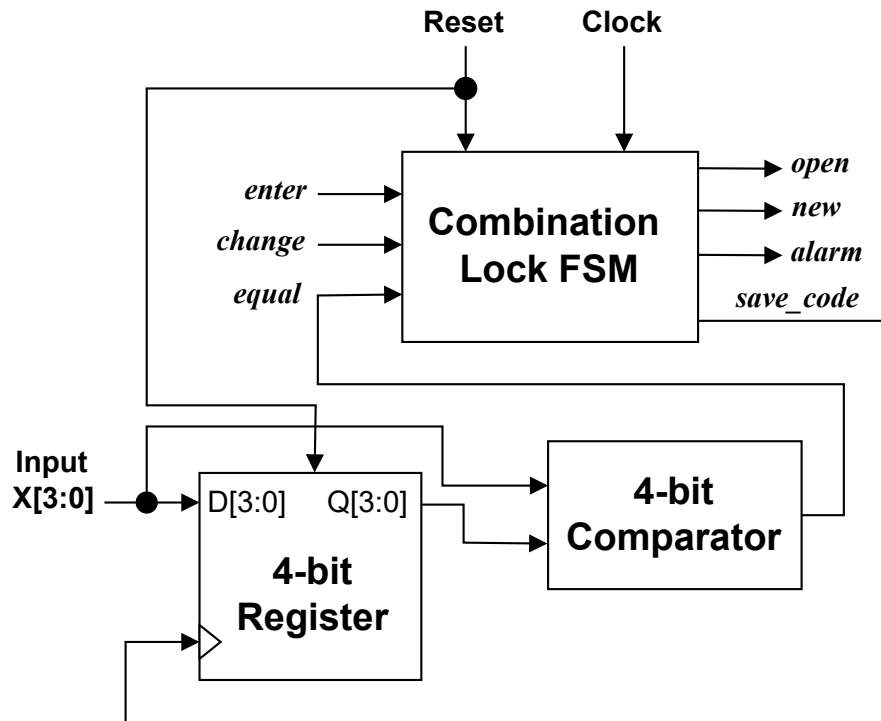 Reset
Clock
enter
change
equal
Combination
Lock FSM
open
new
alarm
save_code
Input
X[3:0]
D[3:0]
Q[3:0]
4-bit
Register
4-bit
Comparator